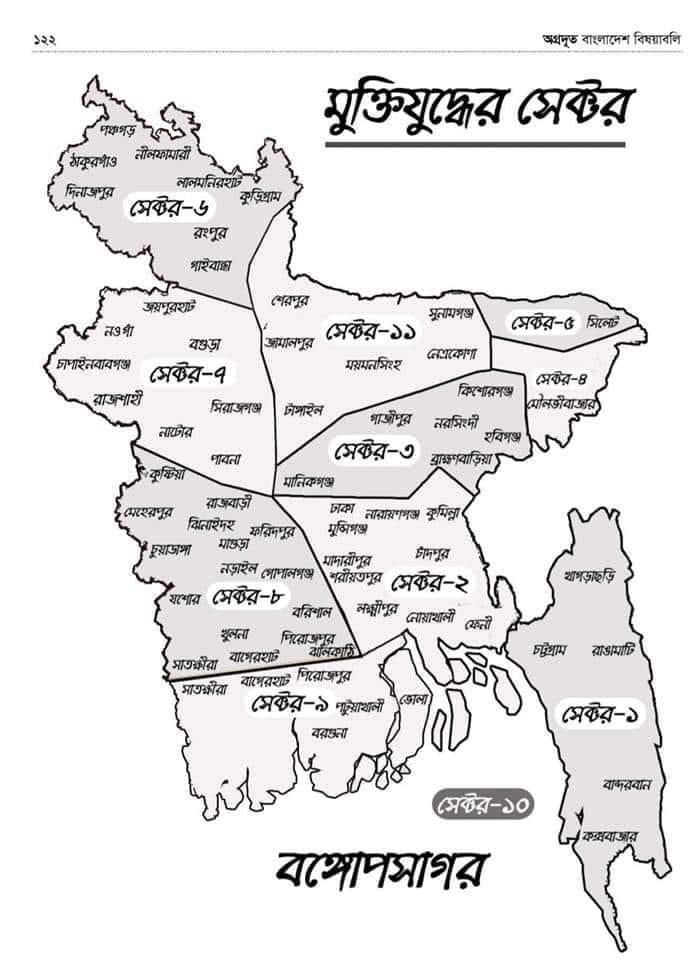 ১২২
অগ্রদূত বাংলাদেশ বিষয়াবলি
মুক্তিযুদ্ধের সেক্টর
পঞ্চগড়
ঠাকুরগাঁও
নীলফামারী
দিনাজপুর
লালমনিরহাট
কুড়িগ্রাম
সেক্টর-৬
রংপুর
গাইবান্ধা
জয়পুরহাট
নওগাঁ
বগুড়া
চাপাইনবাবগঞ্জ
সেক্টর-৭
রাজশাহী
সিরাজগঞ্জ
নাটোর
পাবনা
শেরপুর
সুনামগঞ্জ
সেক্টর-১১
জামালপুর
নেত্রকোণা
ময়মনসিংহ
টাঙ্গাইল
সেক্টর-৫
সিলেট
সেক্টর-৪
মৌলভীবাজার
কিশোরগঞ্জ
গাজীপুর
নরসিংদী
হবিগঞ্জ
সেক্টর-৩
ব্রাহ্মণবাড়িয়া
মানিকগঞ্জ
কুষ্টিয়া
মেহেরপুর
রাজবাড়ী
ঝিনাইদহ
ফরিদপুর
চুয়াডাঙ্গা
মাগুড়া
নড়াইল
গোপালগঞ্জ
যশোর
সেক্টর-৮
বরিশাল
খুলনা
পিরোজপুর
ঝালকাঠি
সাতক্ষীরা
বাগেরহাট
ঢাকা
নারায়ণগঞ্জ
কুমিল্লা
মুন্সিগঞ্জ
চাঁদপুর
মাদারীপুর
শরীয়তপুর
সেক্টর-২
লক্ষ্মীপুর
নোয়াখালী
ফেনী
সাতক্ষীরা
বাগেরহাট
পিরোজপুর
সেক্টর-৯
পটুয়াখালী
ভোলা
বরগুনা
খাগড়াছড়ি
চট্টগ্রাম
রাঙামাটি
সেক্টর-১
বান্দরবান
কক্সবাজার
সেক্টর-১০
বঙ্গোপসাগর